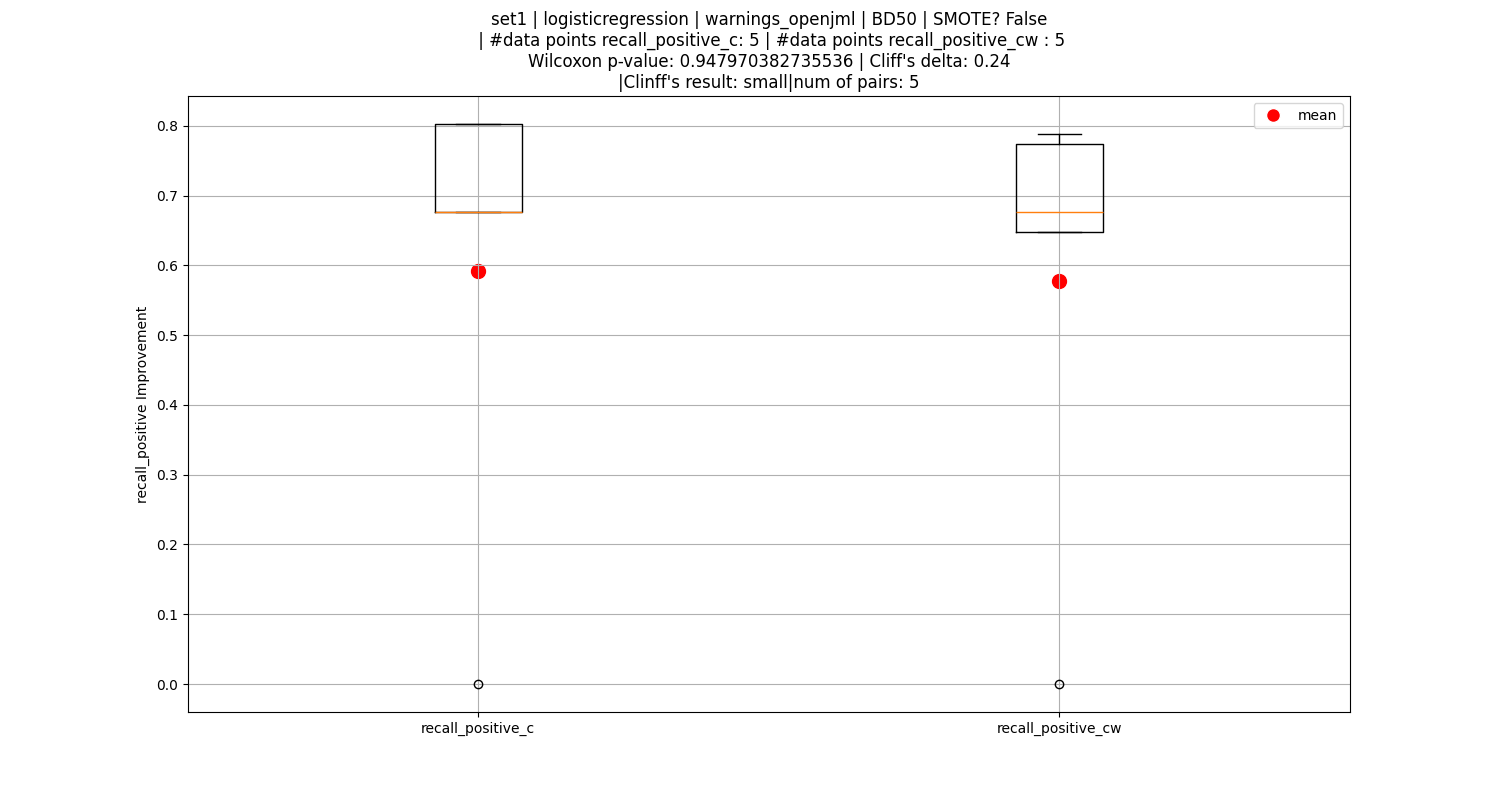 set1 | logisticregression | warnings_openjml | BD50 | SMOTE? False
| #data points recall_positive_c: 5 | #data points recall_positive_cw : 5
Wilcoxon p-value: 0.947970382735536 | Cliff's delta: 0.24
|Clinff's result: small|num of pairs: 5
mean
0.8
0.7
0.6
0.5
0.4
0.3
0.2
0.1
0.0
recall_positive Improvement
recall_positive_c
recall_positive_cw